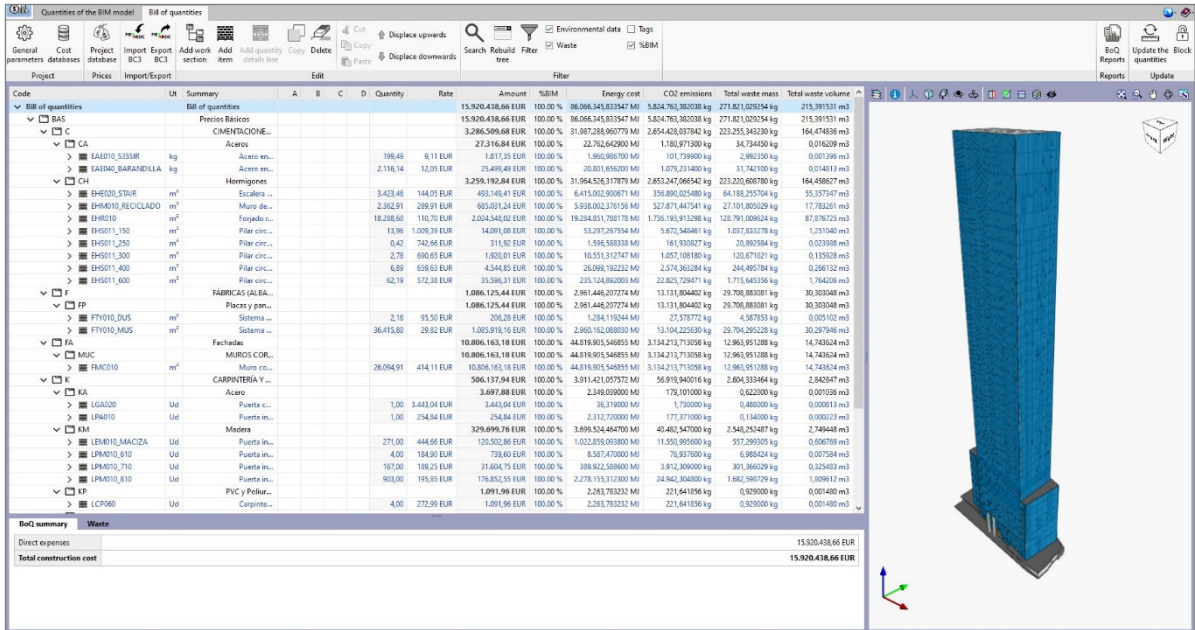 Quantities of the BIM model Bill of quantities
General parameters Cost databases Project database Import BC3 Export BC3 Add work section Add item Add quantity details line Copy Delete Cut Copy Paste Displace upwards Displace downwards Search Rebuild tree Filter Environmental data Tags Waste %BIM BoQ Reports Update the quantities Block
Project Prices Import/Export Edit Filter Reports Update
Code Ut Summary A B C D Quantity Rate Amount %BIM Energy cost CO2 emissions Total waste mass Total waste volume
Bill of quantities Bill of quantities 15.920.438,66 EUR 100.00 % 86.066.345,833547 MJ 5.824.763,382038 kg 271.821,029254 kg 215,391531 m3
BAS Precios Básicos 15.920.438,66 EUR 100.00 % 86.066.345,833547 MJ 5.824.763,382038 kg 271.821,029254 kg 215,391531 m3
C CIMENTACIONE... 3.286.509,68 EUR 100.00 % 31.987.288,960779 MJ 2.654.428,037842 kg 223.255,343230 kg 164,474836 m3
CA Aceros 27.316,84 EUR 100.00 % 22.762,642900 MJ 1.180,971300 kg 34,734450 kg 0,016209 m3
EAE010_S355JR kg Acero en... 199,49 9,11 EUR 1.817,35 EUR 100.00 % 1.960,986700 MJ 101,739900 kg 2,992350 kg 0,001396 m3
EAE040_BARANDILLA kg Acero en... 2.116,14 12,05 EUR 25.499,49 EUR 100.00 % 20.801,656200 MJ 1.079,231400 kg 31,742100 kg 0,014813 m3
CH Hormigones 3.259.192,84 EUR 100.00 % 31.964.526,317879 MJ 2.653.247,066542 kg 223.220,608780 kg 164,458627 m3
EHE020_STAIR m² Escalera ... 3.423,46 144,05 EUR 493.149,41 EUR 100.00 % 6.415.002,900671 MJ 356.890,025480 kg 64.188,255704 kg 55,357347 m3
EHM010_RECICLADO m³ Muro de... 2.362,91 289,91 EUR 685.031,24 EUR 100.00 % 5.938.002,376156 MJ 527.871,447541 kg 27.101,805029 kg 17,783261 m3
EHR010 m² Forjado r... 18.288,60 110,70 EUR 2.024.548,02 EUR 100.00 % 19.284.851,788178 MJ 1.736.193,913298 kg 128.791,009624 kg 87,876725 m3
EHS011_150 m³ Pilar circ... 13,96 1.009,39 EUR 14.091,08 EUR 100.00 % 53.297,267554 MJ 5.672,548461 kg 1.037,833278 kg 1,251040 m3
EHS011_250 m³ Pilar circ... 0,42 742,66 EUR 311,92 EUR 100.00 % 1.596,588338 MJ 161,930827 kg 20,892984 kg 0,023988 m3
EHS011_300 m³ Pilar circ... 2,78 690,65 EUR 1.920,01 EUR 100.00 % 10.551,312747 MJ 1.057,108180 kg 120,671021 kg 0,135928 m3
EHS011_400 m³ Pilar circ... 6,89 659,63 EUR 4.544,85 EUR 100.00 % 26.099,192232 MJ 2.574,363284 kg 244,495784 kg 0,266132 m3
EHS011_600 m³ Pilar circ... 62,19 572,38 EUR 35.596,31 EUR 100.00 % 235.124,892003 MJ 22.825,729471 kg 1.715,645356 kg 1,764206 m3
F FÁBRICAS (ALBA... 1.086.125,44 EUR 100.00 % 2.961.446,207274 MJ 13.131,804402 kg 29.708,883081 kg 30,303048 m3
FP Placas y pan... 1.086.125,44 EUR 100.00 % 2.961.446,207274 MJ 13.131,804402 kg 29.708,883081 kg 30,303048 m3
FTY010_DUS m² Sistema ... 2,16 95,50 EUR 206,28 EUR 100.00 % 1.284,119244 MJ 27,578772 kg 4,587853 kg 0,005102 m3
FTY010_MUS m² Sistema ... 36.415,80 29,82 EUR 1.085.919,16 EUR 100.00 % 2.960.162,088030 MJ 13.104,225630 kg 29.704,295228 kg 30,297946 m3
FA Fachadas 10.806.163,18 EUR 100.00 % 44.819.905,546855 MJ 3.134.213,713058 kg 12.963,951288 kg 14,743624 m3
MUC MUROS COR... 10.806.163,18 EUR 100.00 % 44.819.905,546855 MJ 3.134.213,713058 kg 12.963,951288 kg 14,743624 m3
FMC010 m² Muro co... 26.094,91 414,11 EUR 10.806.163,18 EUR 100.00 % 44.819.905,546855 MJ 3.134.213,713058 kg 12.963,951288 kg 14,743624 m3
K CARPINTERÍA Y ... 506.137,94 EUR 100.00 % 3.911.421,057572 MJ 56.919,940016 kg 2.604,333464 kg 2,842847 m3
KA Acero 3.697,88 EUR 100.00 % 2.349,039000 MJ 179,101000 kg 0,622000 kg 0,001036 m3
LGA020 Ud Puerta c... 1,00 3.443,04 EUR 3.443,04 EUR 100.00 % 36,319000 MJ 1,730000 kg 0,488000 kg 0,000813 m3
LPA010 Ud Puerta in... 1,00 254,84 EUR 254,84 EUR 100.00 % 2.312,720000 MJ 177,371000 kg 0,134000 kg 0,000223 m3
KM Madera 329.699,76 EUR 100.00 % 3.699.524,464700 MJ 40.482,547000 kg 2.548,252487 kg 2,749448 m3
LEM010_MACIZA Ud Puerta in... 271,00 444,66 EUR 120.502,86 EUR 100.00 % 1.022.859,093800 MJ 11.550,995600 kg 557,299305 kg 0,606769 m3
LPM010_610 Ud Puerta in... 4,00 184,90 EUR 739,60 EUR 100.00 % 8.587,470000 MJ 76,937600 kg 6,988424 kg 0,007584 m3
LPM010_710 Ud Puerta in... 167,00 189,25 EUR 31.604,75 EUR 100.00 % 389.922,588600 MJ 3.912,309000 kg 301,366029 kg 0,325483 m3
LPM010_810 Ud Puerta in... 903,00 195,85 EUR 176.852,55 EUR 100.00 % 2.278.155,312300 MJ 24.942,304800 kg 1.682,598729 kg 1,809612 m3
KP PVC y Poliur... 1.091,96 EUR 100.00 % 2.263,783232 MJ 221,641856 kg 0,929000 kg 0,001480 m3
LCP060 Ud Carpinte... 4,00 272,99 EUR 1.091,96 EUR 100.00 % 2.263,783232 MJ 221,641856 kg 0,929000 kg 0,001480 m3
BoQ summary Waste
Direct expenses 15.920.438,66 EUR
Total construction cost 15.920.438,66 EUR
Front Right